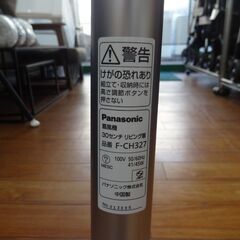 警告
けがの恐れあり
組立て・収納時には
高さ調節ボタンを
押さない
Panasonic
扇風機
30センチ リビング扇
品番 F-CH327
100V 50/60Hz
41/45W
パナソニック株式会社
中国製